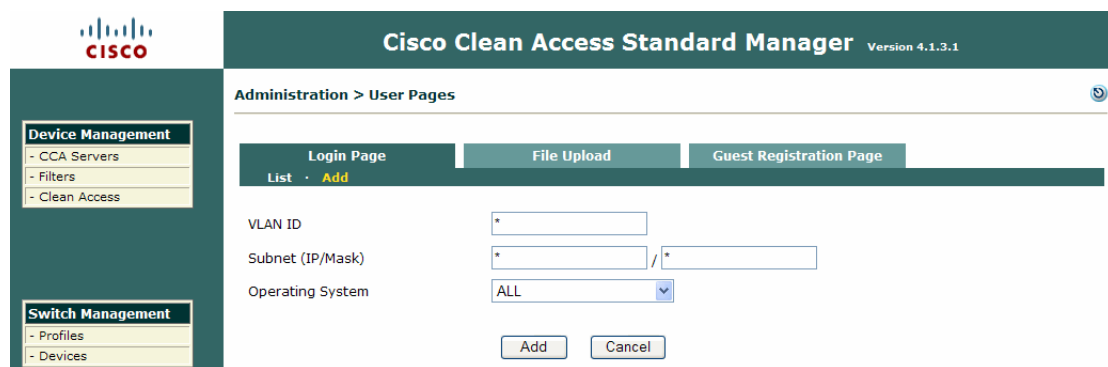 CISCO
Cisco Clean Access Standard Manager Version 4.1.3.1
Administration > User Pages
Device Management
- CCA Servers
- Filters
- Clean Access
Switch Management
- Profiles
- Devices
Login Page File Upload Guest Registration Page
List · Add
VLAN ID *
Subnet (IP/Mask) * / *
Operating System ALL
Add Cancel